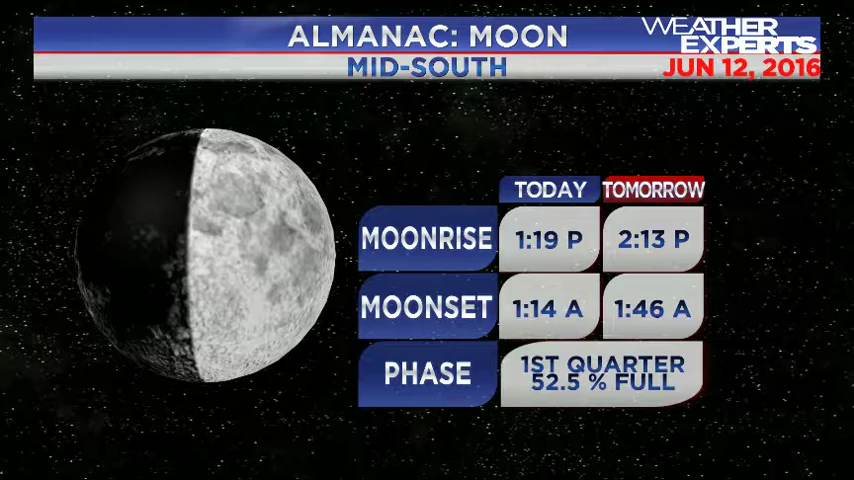 ALMANAC: MOON
WEATHER
EXPERTS
MID-SOUTH
JUN 12, 2016
TODAY TOMORROW
MOONRISE 1:19 P 2:13 P
MOONSET 1:14 A 1:46 A
PHASE 1ST QUARTER
52.5 % FULL